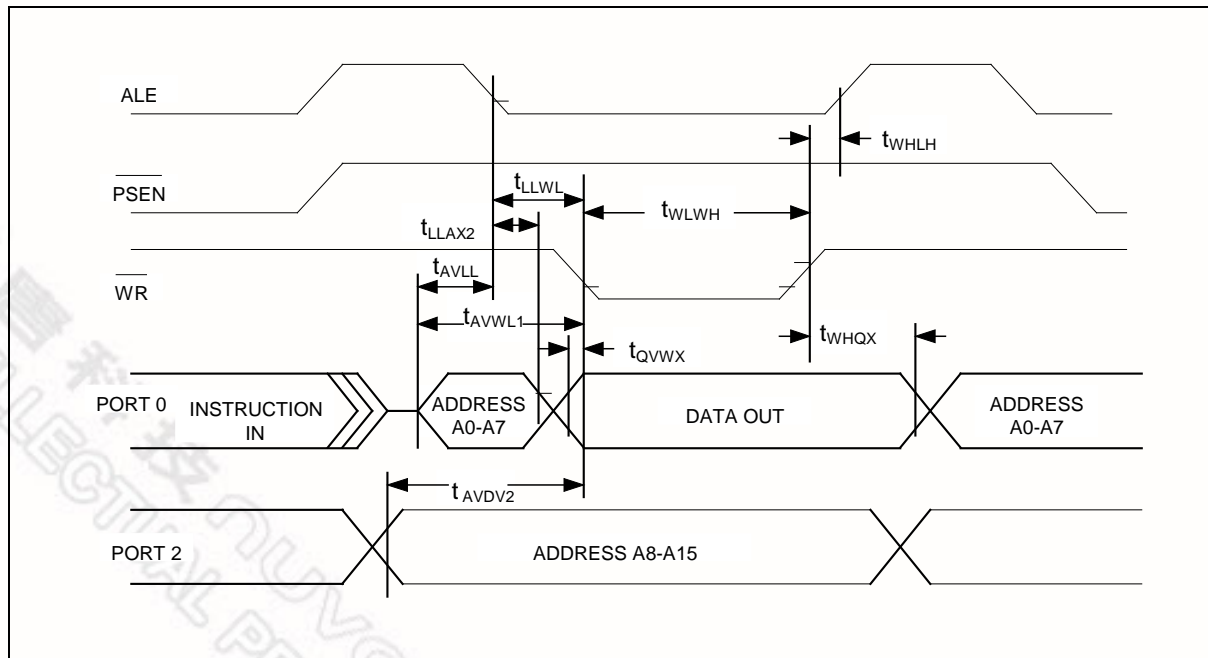 ALE
tWHLH
PSEN
tLLWL
tWLWH
tLLAX2
tAVLL
WR
tAVWL1
tWHQX
tQVWX
PORT 0
INSTRUCTION
IN
ADDRESS
A0-A7
DATA OUT
ADDRESS
A0-A7
t AVDV2
PORT 2
ADDRESS A8-A15